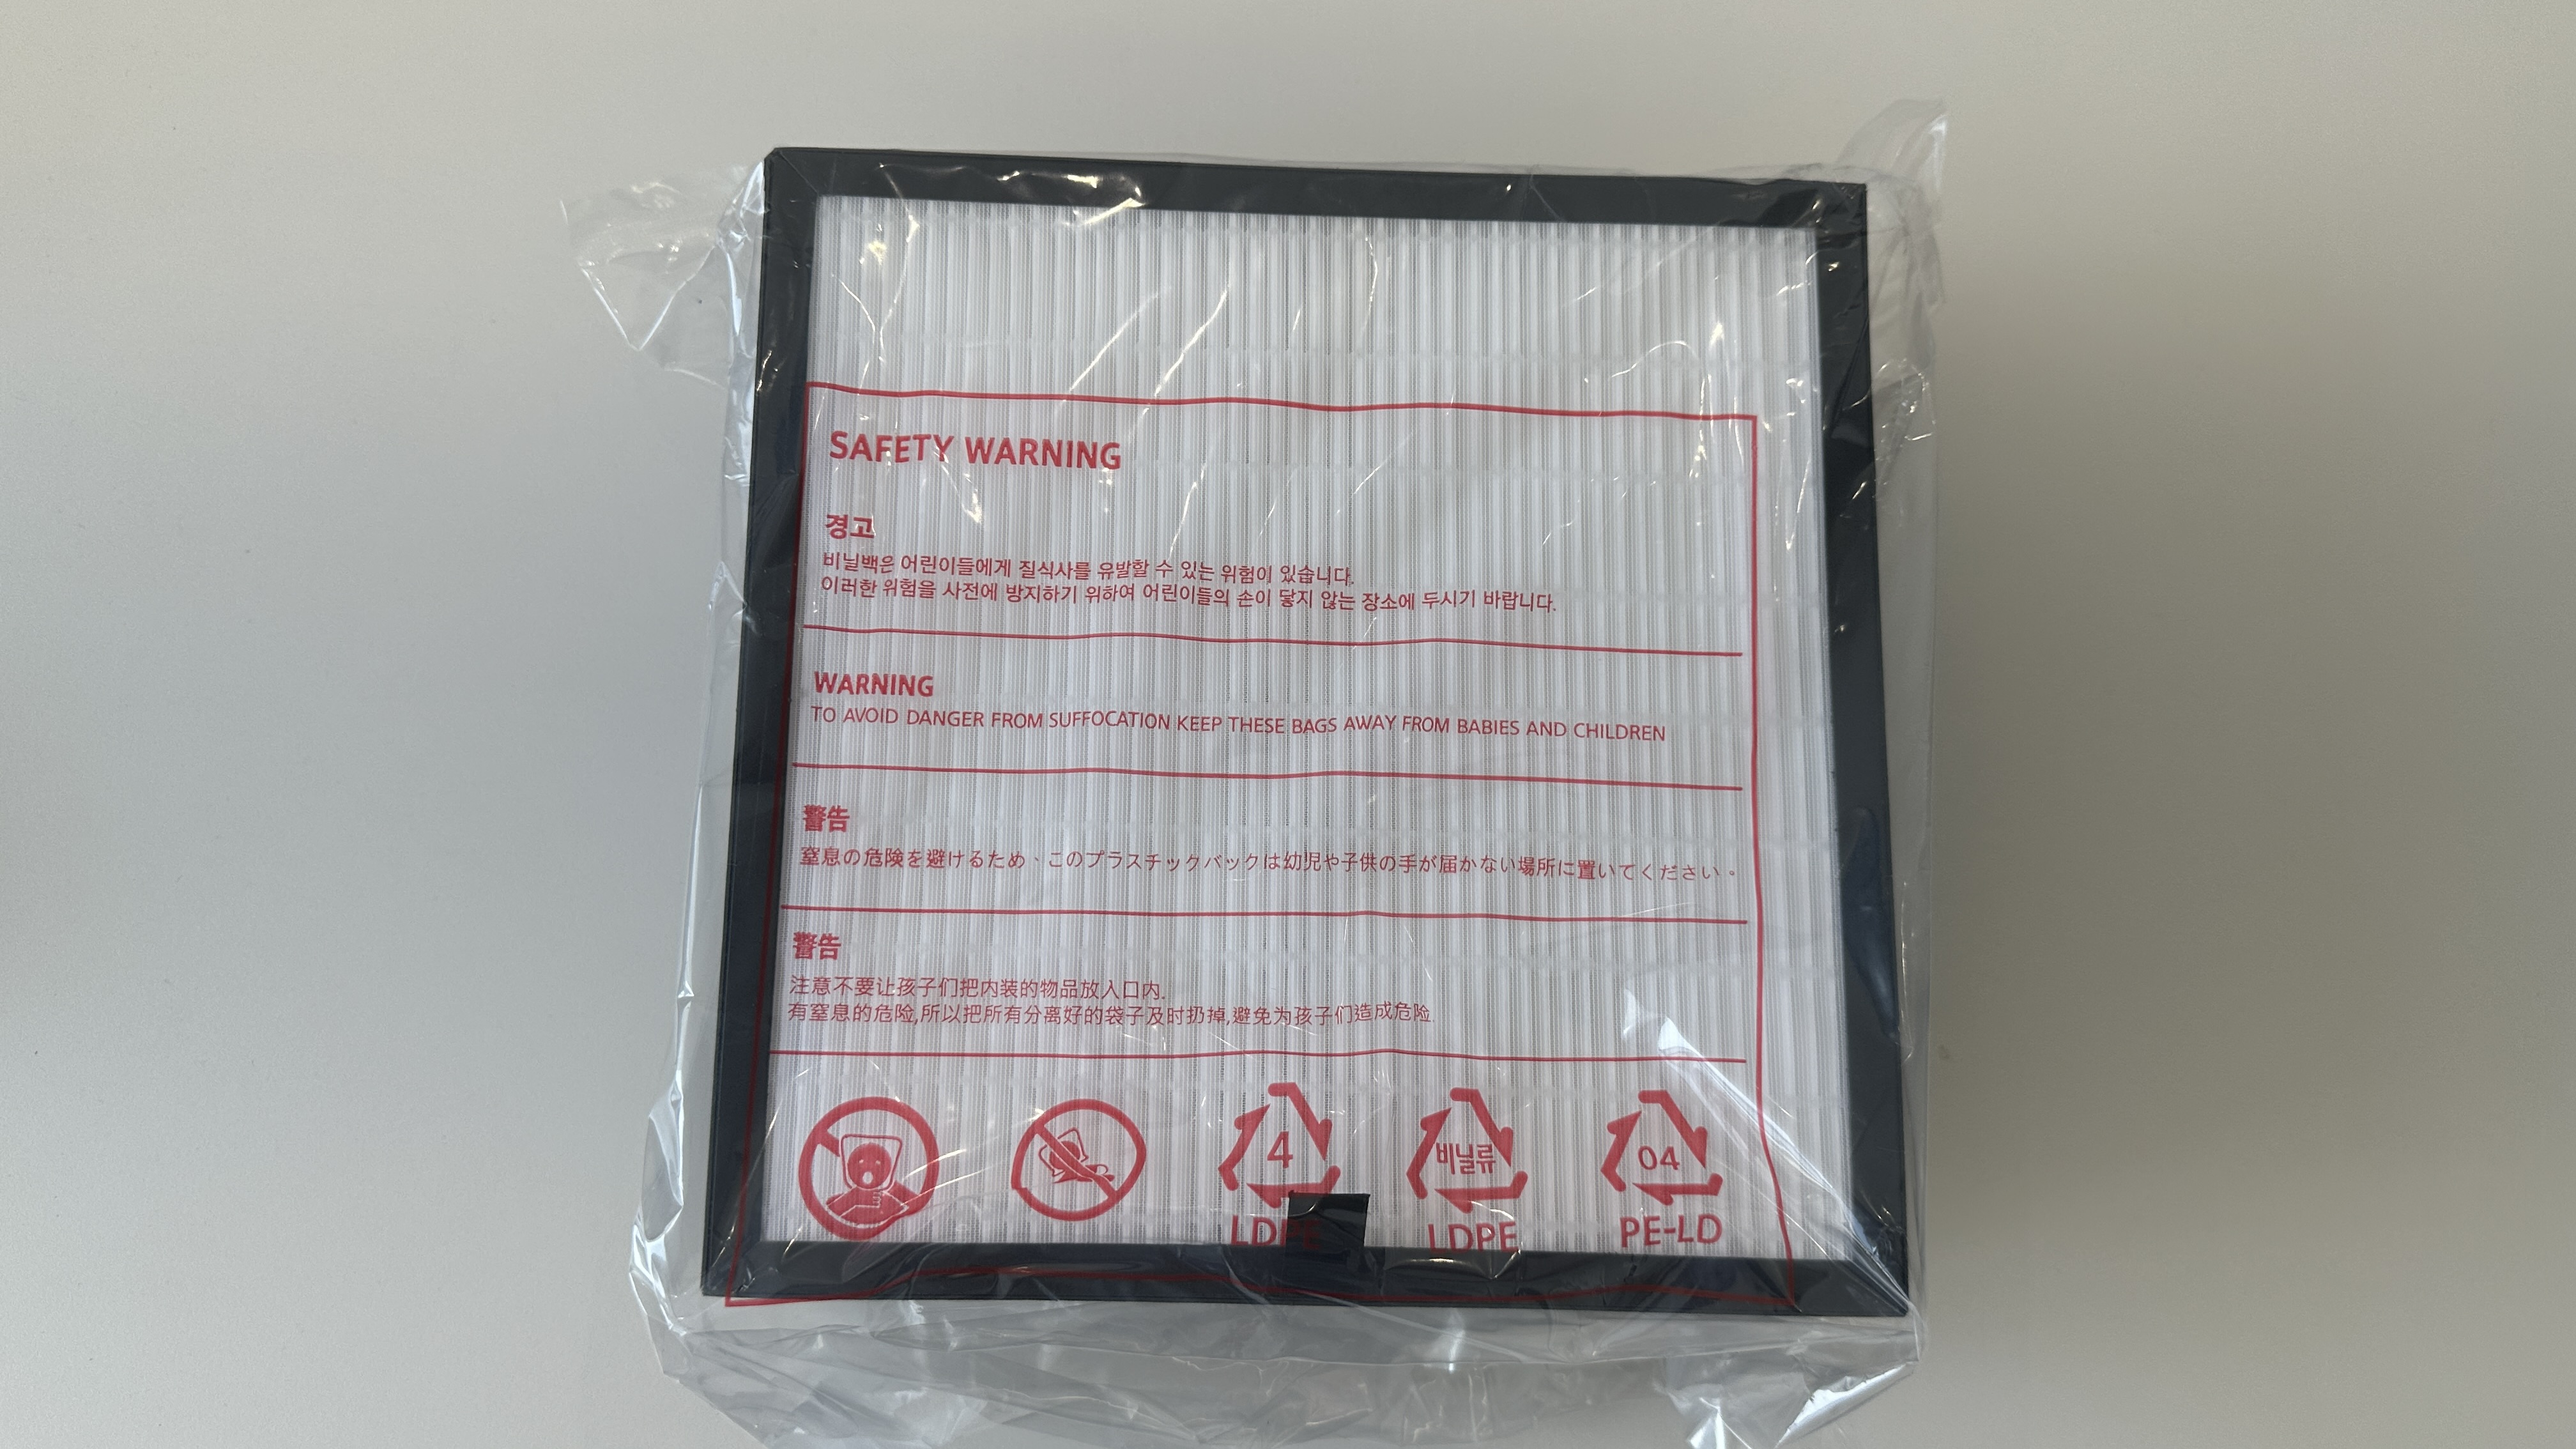 SAFETY WARNING
경고
비닐백은 어린이들에게 질식사를 유발할 수 있는 위험이 있습니다.
이러한 위험을 사전에 방지하기 위하여 어린이들의 손이 닿지 않는 장소에 두시기 바랍니다.
WARNING
TO AVOID DANGER FROM SUFFOCATION KEEP THESE BAGS AWAY FROM BABIES AND CHILDREN
警告
窒息の危険を避けるため、このプラスチックバックは幼児や子供の手が届かない場所に置いてください。
警告
注意不要让孩子们把内装的物品放入口内.
有窒息的危险,所以把所有分离好的袋子及时扔掉,避免为孩子们造成危险.
4 비닐류 04
LDPE LDPE PE-LD